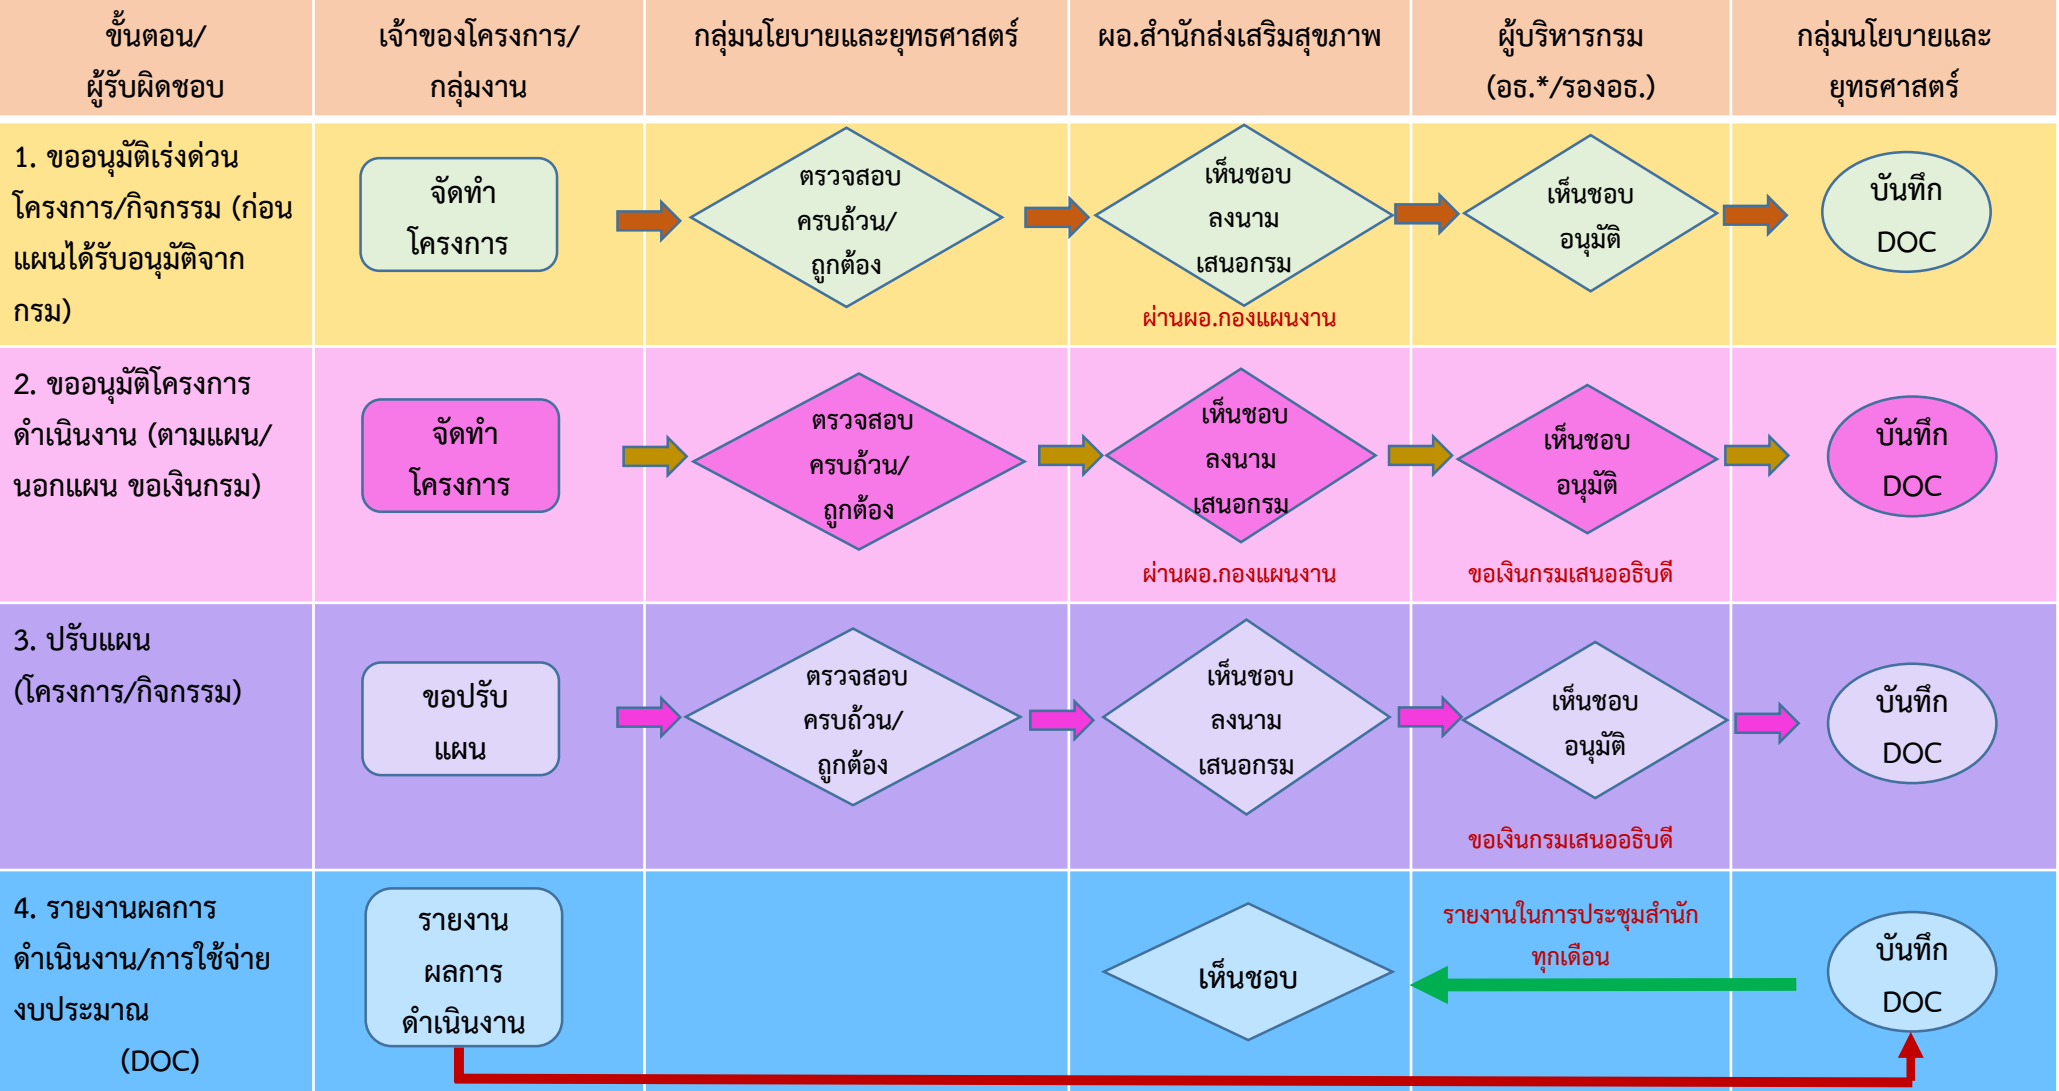 ขั้นตอน/
ผู้รับผิดชอบ
เจ้าของโครงการ/
กลุ่มงาน
กลุ่มนโยบายและยุทธศาสตร์
ผอ.สำนักส่งเสริมสุขภาพ
ผู้บริหารกรม
(อธ.*/รองอธ.)
กลุ่มนโยบายและ
ยุทธศาสตร์
1. ขออนุมัติเร่งด่วน
โครงการ/กิจกรรม (ก่อน
แผนได้รับอนุมัติจาก
กรม)
จัดทำ
โครงการ
ตรวจสอบ
ครบถ้วน/
ถูกต้อง
เห็นชอบ
ลงนาม
เสนอกรม
ผ่านผอ.กองแผนงาน
เห็นชอบ
อนุมัติ
บันทึก
DOC
2. ขออนุมัติโครงการ
ดำเนินงาน (ตามแผน/
นอกแผน ขอเงินกรม)
จัดทำ
โครงการ
ตรวจสอบ
ครบถ้วน/
ถูกต้อง
เห็นชอบ
ลงนาม
เสนอกรม
ผ่านผอ.กองแผนงาน
เห็นชอบ
อนุมัติ
ขอเงินกรมเสนออธิบดี
บันทึก
DOC
3. ปรับแผน
(โครงการ/กิจกรรม)
ขอปรับ
แผน
ตรวจสอบ
ครบถ้วน/
ถูกต้อง
เห็นชอบ
ลงนาม
เสนอกรม
เห็นชอบ
อนุมัติ
ขอเงินกรมเสนออธิบดี
บันทึก
DOC
4. รายงานผลการ
ดำเนินงาน/การใช้จ่าย
งบประมาณ
(DOC)
รายงาน
ผลการ
ดำเนินงาน
เห็นชอบ
รายงานในการประชุมสำนัก
ทุกเดือน
บันทึก
DOC